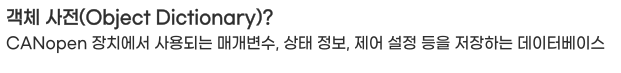 객체 사전(Object Dictionary)?
CANopen 장치에서 사용되는 매개변수, 상태 정보, 제어 설정 등을 저장하는 데이터베이스